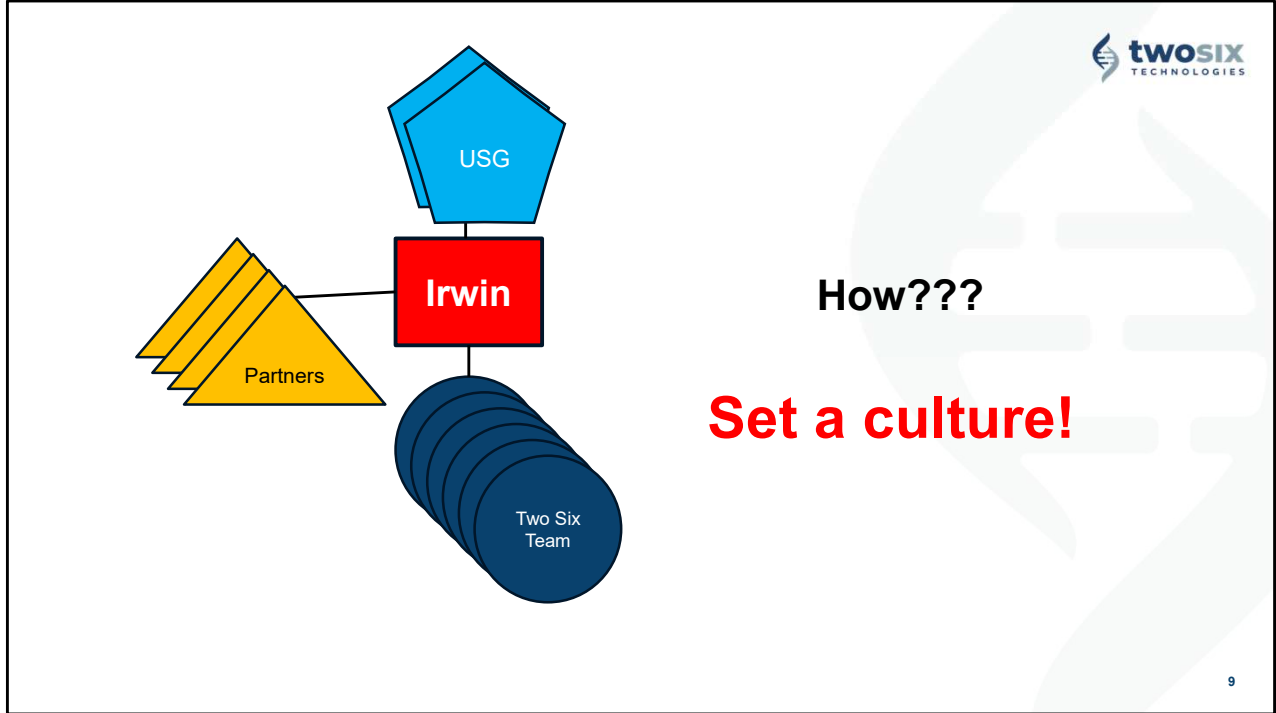 twosix
TECHNOLOGIES
USG
Irwin
Partners
Two Six
Team
How???
Set a culture!
9